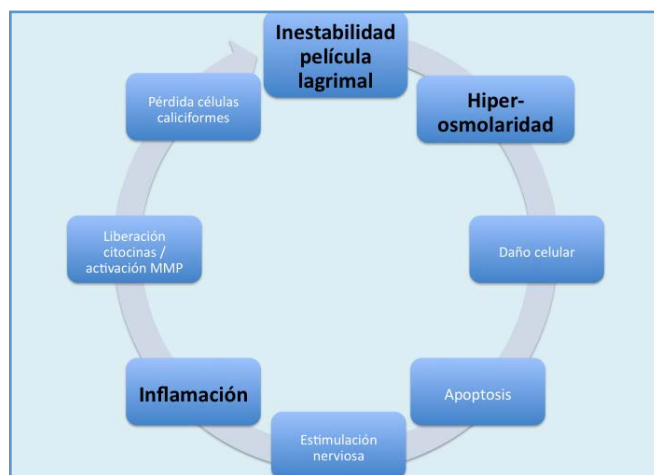 Inestabilidad
película
lagrimal
Hiper-
osmolaridad
Daño celular
Apoptosis
Estimulación
nerviosa
Inflamación
Liberación
citocinas /
activación MMP
Pérdida células
caliciformes